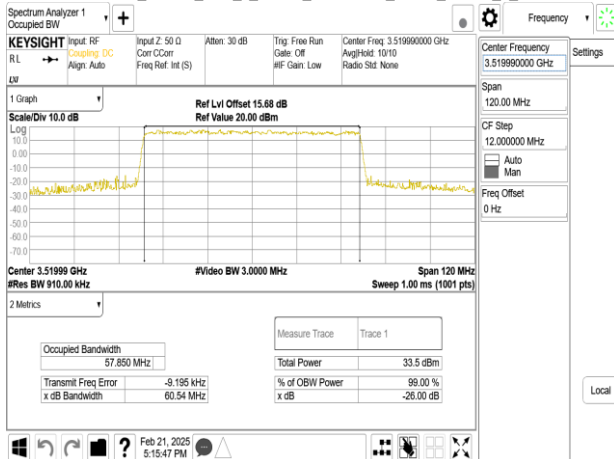 Spectrum Analyzer 1
Occupied BW
+
Frequency
KEYSIGHT
RL
LXI
Input: RF
Coupling: DC
Align: Auto
Input Z: 50 Ω
Corr CCorr
Freq Ref: Int (S)
Atten: 30 dB
Trig: Free Run
Gate: Off
#IF Gain: Low
Center Freq: 3.519990000 GHz
Avg|Hold: 10/10
Radio Std: None
Center Frequency
3.519990000 GHz
Settings
Span
120.00 MHz
CF Step
12.000000 MHz
Auto
Man
Freq Offset
0 Hz
Local
1 Graph
Scale/Div 10.0 dB
Ref Lvl Offset 15.68 dB
Ref Value 20.00 dBm
Log
10.0
0.00
-10.0
-20.0
-30.0
-40.0
-50.0
-60.0
-70.0
Center 3.51999 GHz
#Video BW 3.0000 MHz
Span 120 MHz
#Res BW 910.00 kHz
Sweep 1.00 ms (1001 pts)
2 Metrics
Measure Trace Trace 1
Occupied Bandwidth
57.850 MHz
Total Power 33.5 dBm
Transmit Freq Error -9.195 kHz
% of OBW Power 99.00 %
x dB Bandwidth 60.54 MHz
x dB -26.00 dB
?
Feb 21, 2025
5:15:47 PM